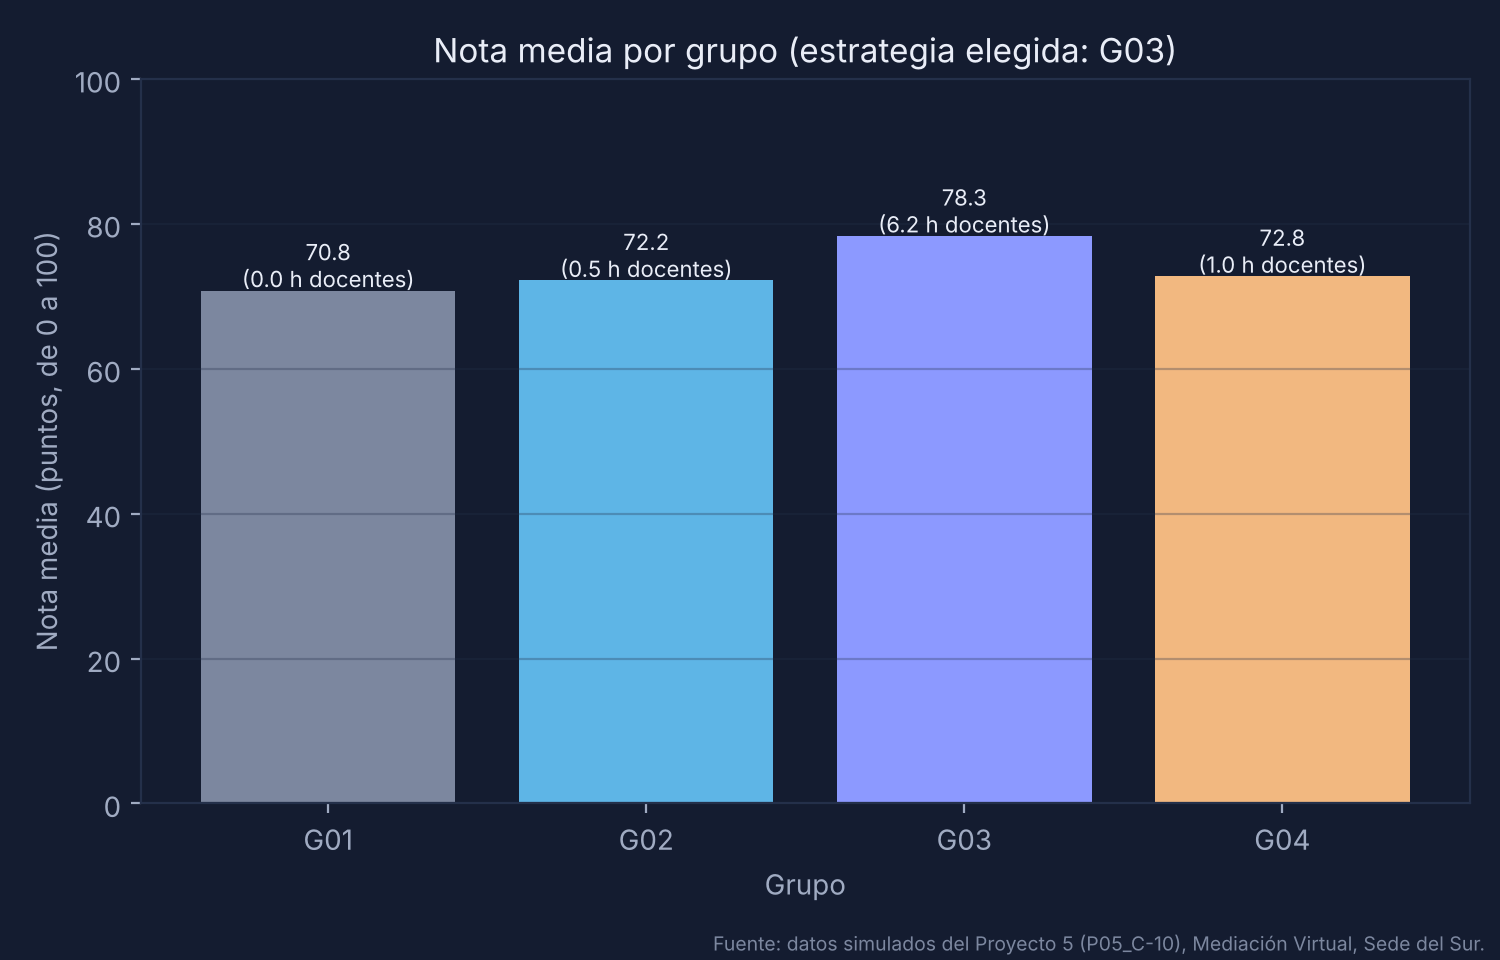 Nota media por grupo (estrategia elegida: G03)
Nota media (puntos, de 0 a 100)
100
80
60
40
20
0
70.8
(0.0 h docentes)
72.2
(0.5 h docentes)
78.3
(6.2 h docentes)
72.8
(1.0 h docentes)
G01
G02
G03
G04
Grupo
Fuente: datos simulados del Proyecto 5 (P05_C-10), Mediación Virtual, Sede del Sur.